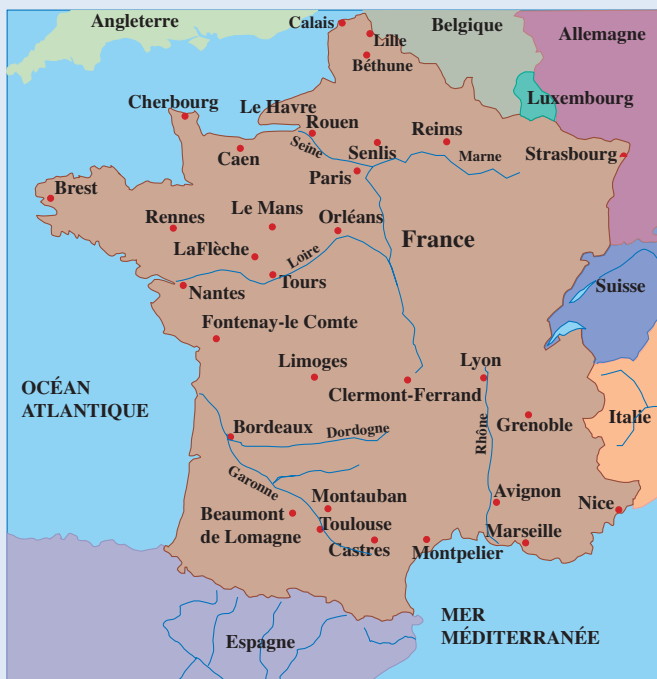 Angleterre
Calais
Lille
Béthune
Belgique
Allemagne
Luxembourg
Cherbourg
Le Havre
Rouen
Seine
Caen
Senlis
Reims
Marne
Strasbourg
Paris
Brest
Rennes
Le Mans
Orléans
France
LaFlèche
Loire
Tours
Nantes
Suisse
Fontenay-le Comte
Limoges
Clermont-Ferrand
Lyon
OCÉAN
ATLANTIQUE
Bordeaux
Dordogne
Rhône
Grenoble
Italie
Garonne
Montauban
Beaumont
de Lomagne
Toulouse
Castres
Avignon
Nice
Marseille
Montpelier
Espagne
MER
MÉDITERRANÉE